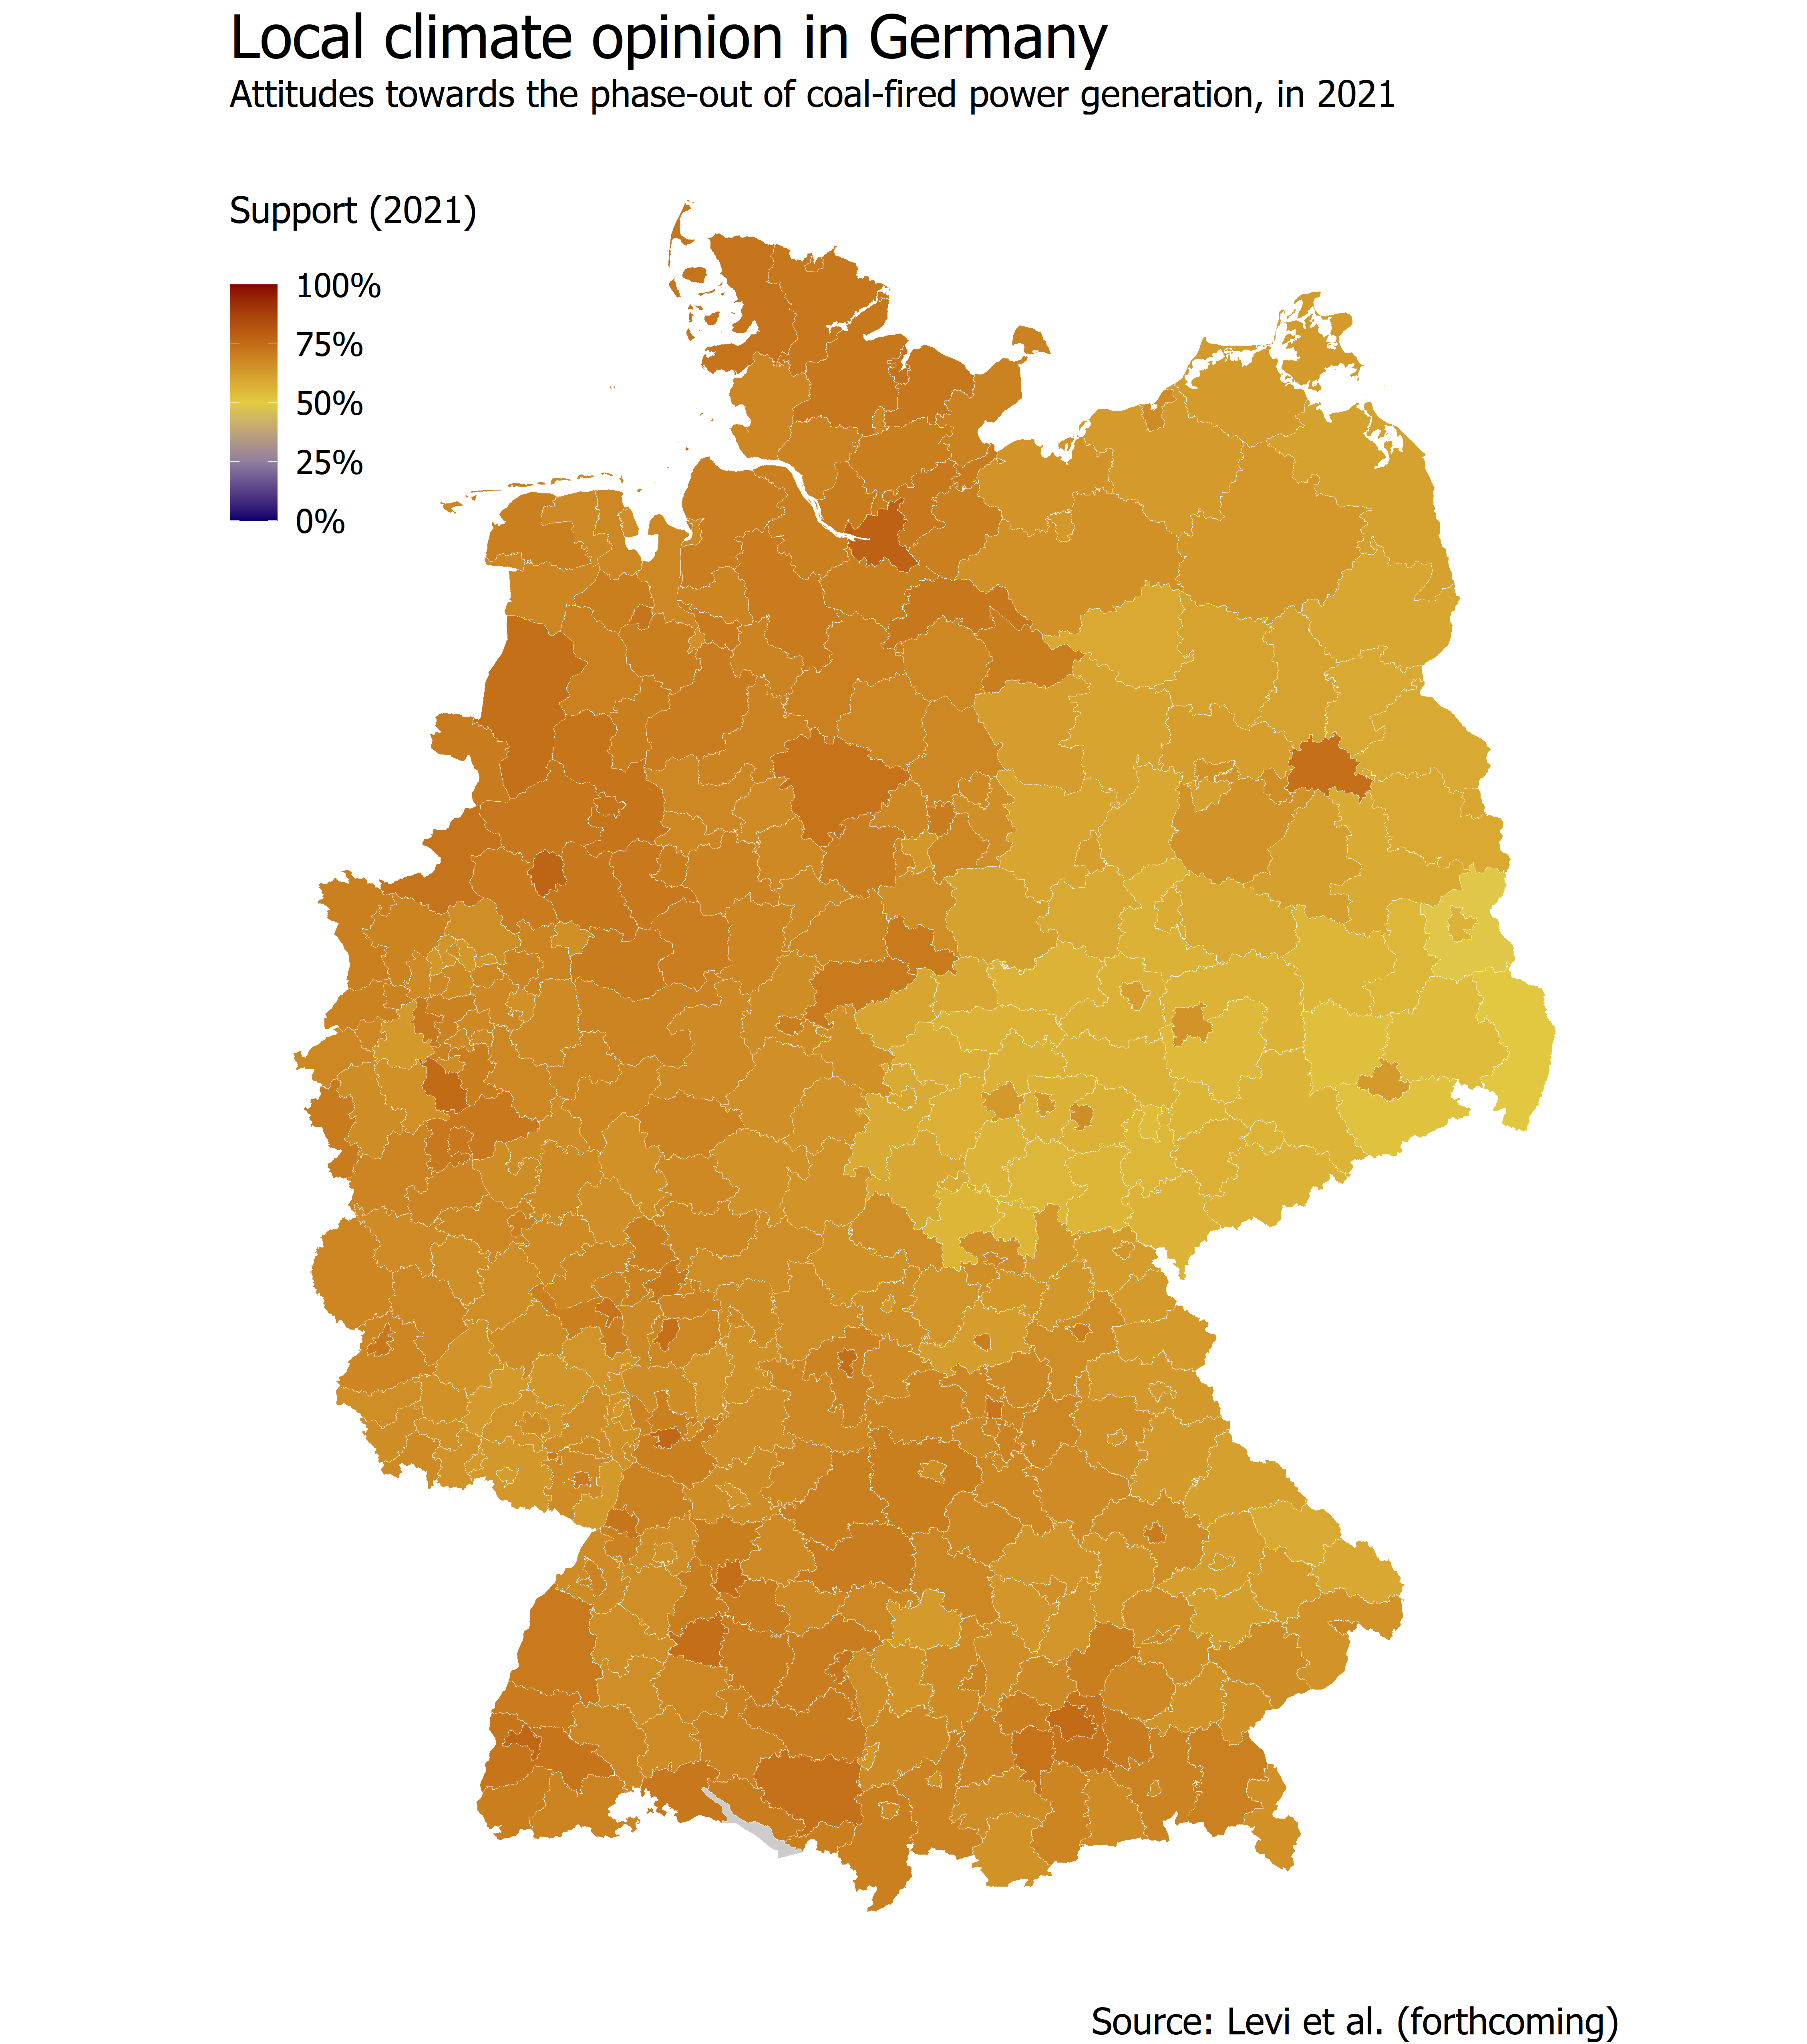 Local climate opinion in Germany
Attitudes towards the phase-out of coal-fired power generation, in 2021
Support (2021)
100%
75%
50%
25%
0%
Source: Levi et al. (forthcoming)